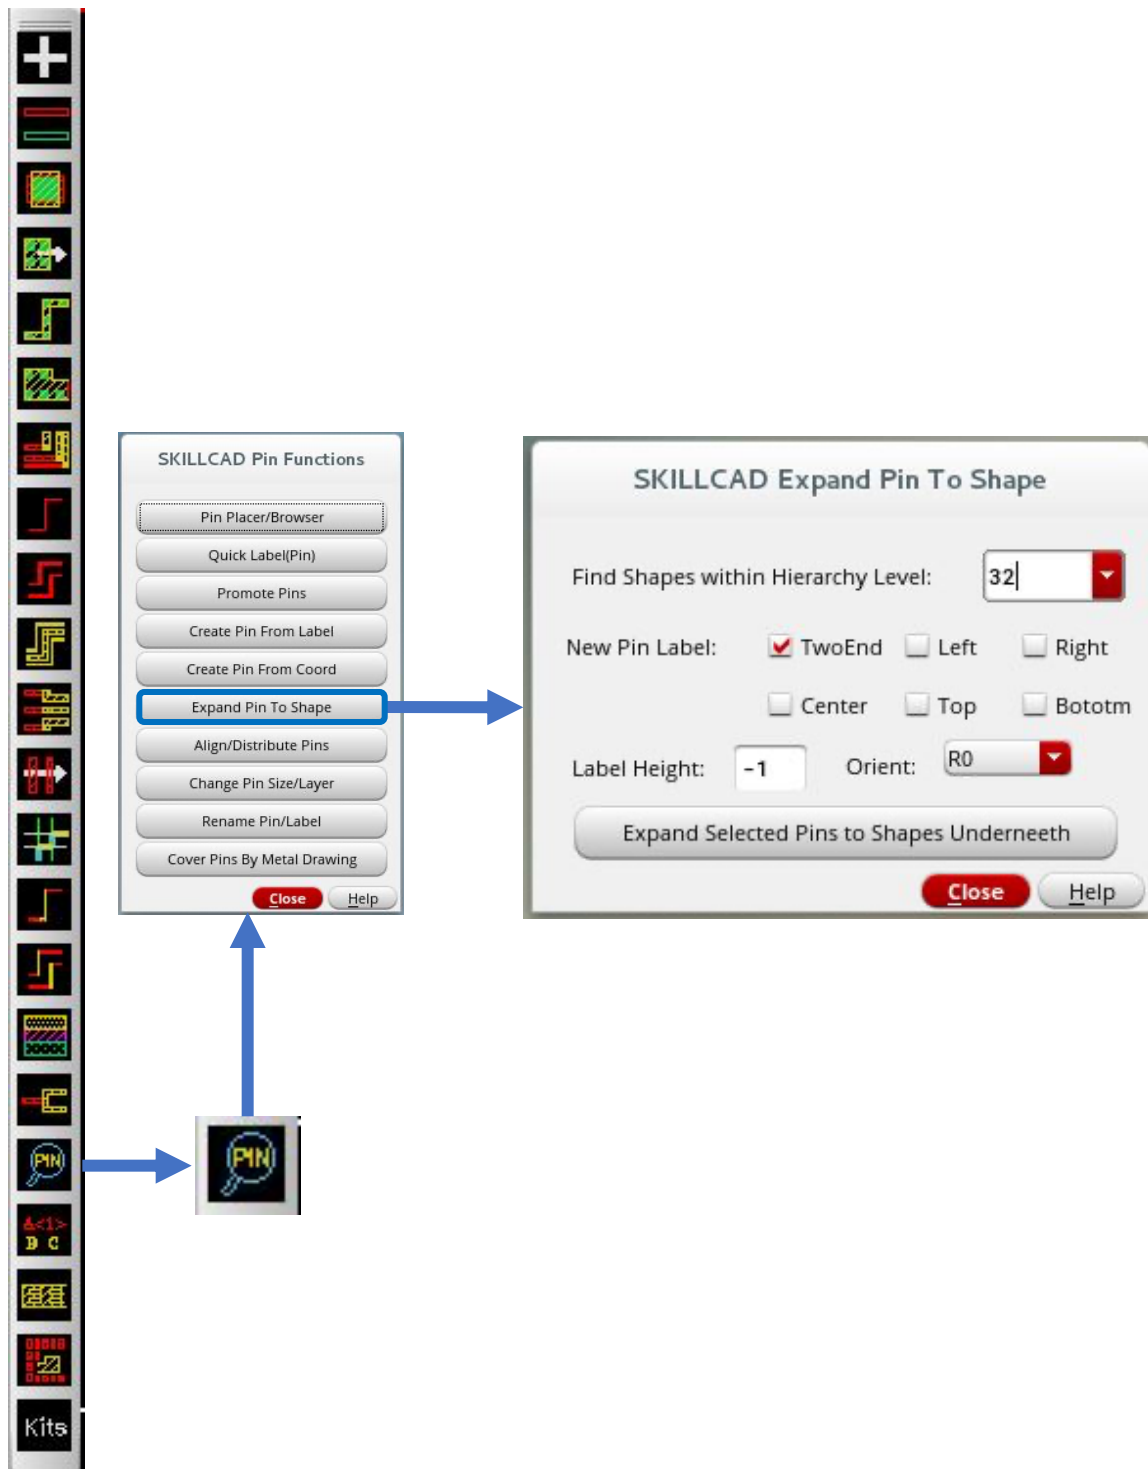 SKILLCAD Pin Functions
Pin Placer/Browser
Quick Label(Pin)
Promote Pins
Create Pin From Label
Create Pin From Coord
Expand Pin To Shape
Align/Distribute Pins
Change Pin Size/Layer
Rename Pin/Label
Cover Pins By Metal Drawing
Close Help
SKILLCAD Expand Pin To Shape
Find Shapes within Hierarchy Level: 32
New Pin Label: TwoEnd Left Right
Center Top Bototm
Label Height: -1 Orient: R0
Expand Selected Pins to Shapes Underneeth
Close Help
PIN
PIN
A<1>
B C
Kits